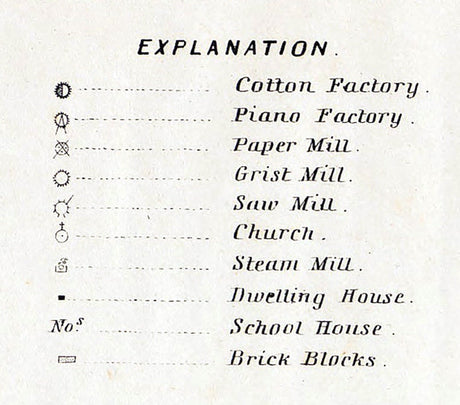 EXPLANATION.
Cotton Factory.
Piano Factory.
Paper Mill.
Grist Mill.
Saw Mill.
Church.
Steam Mill.
Dwelling House.
No.s School House.
Brick Blocks.